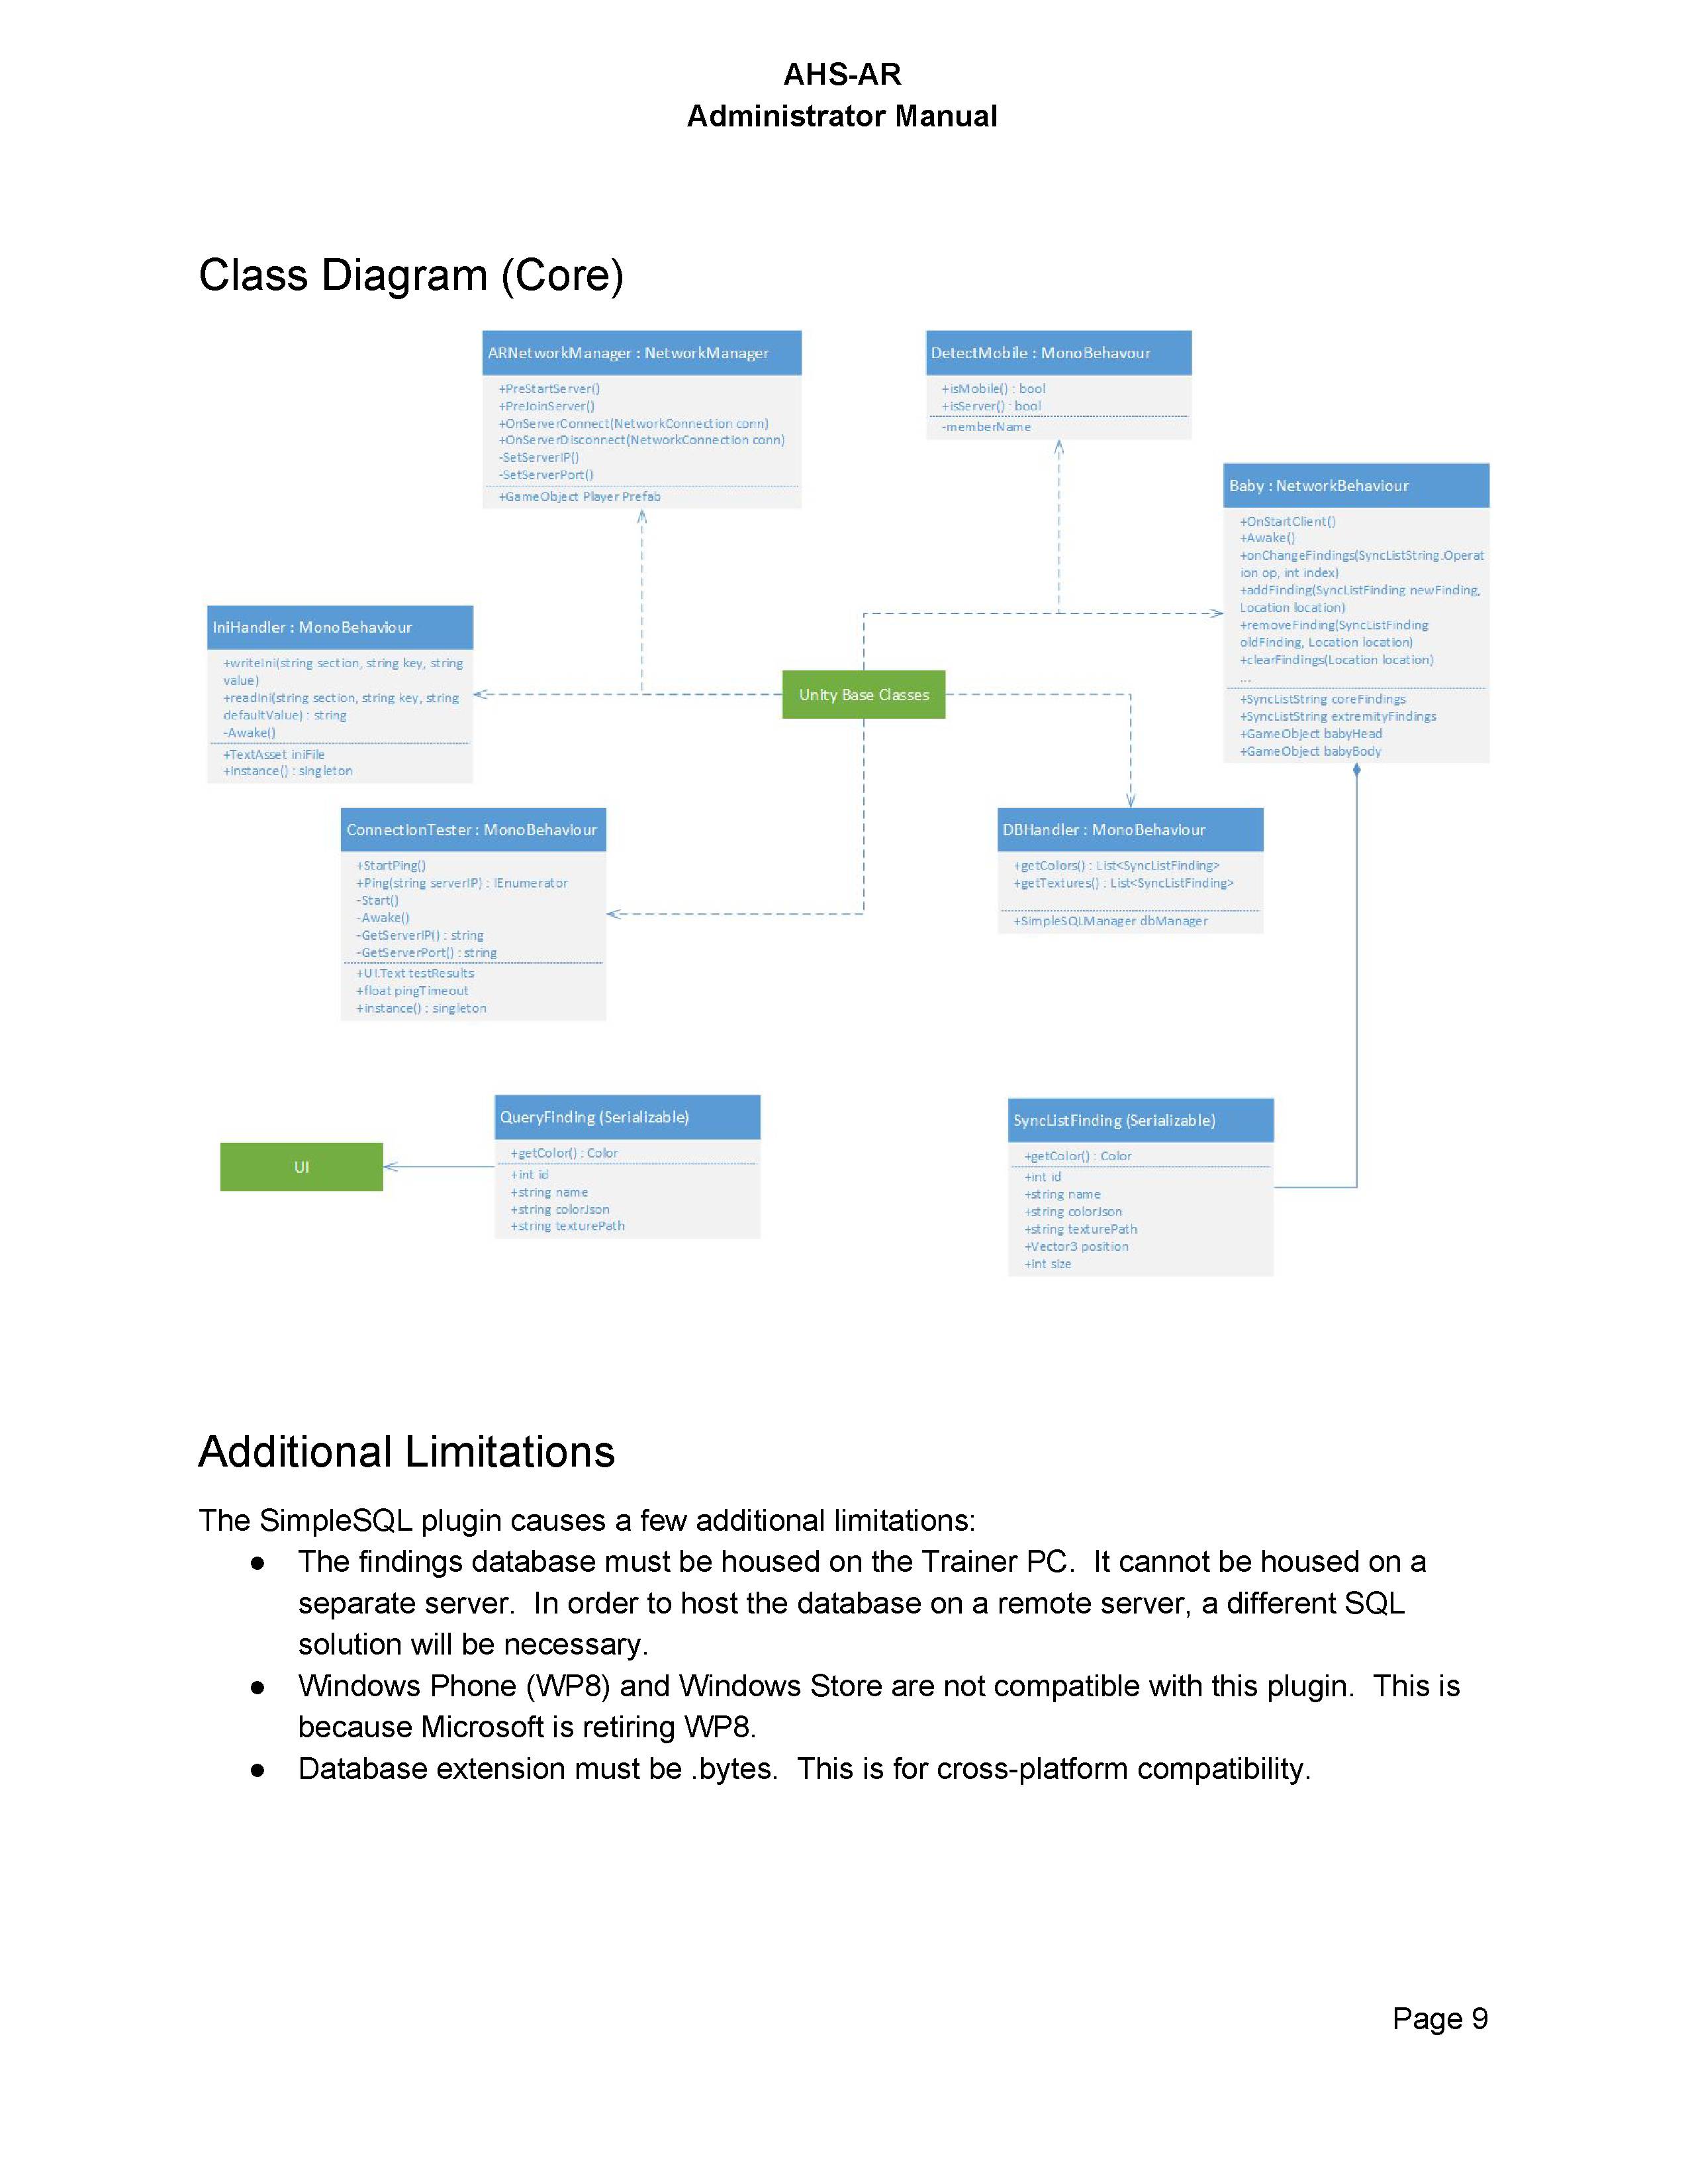 AHS-AR
Administrator Manual
Class Diagram (Core)
ARNetworkManager : NetworkManager
+PreStartServer()
+PreJoinServer()
+OnServerConnect(NetworkConnection conn)
+OnServerDisconnect(NetworkConnection conn)
-SetServerIP()
-SetServerPort()
+GameObject Player Prefab
DetectMobile : MonoBehavour
+isMobile() : bool
+isServer() : bool
-memberName
Baby : NetworkBehaviour
+OnStartClient()
+Awake()
+onChangeFindings(SyncListString.Operat
ion op, int index)
+addFinding(SyncListFinding newFinding,
Location location)
+removeFinding(SyncListFinding
oldFinding, Location location)
+clearFindings(Location location)
...
+SyncListString coreFindings
+SyncListString extremityFindings
+GameObject babyHead
+GameObject babyBody
IniHandler : MonoBehaviour
+writeIni(string section, string key, string
value)
+readIni(string section, string key, string
defaultValue) : string
-Awake()
+TextAsset iniFile
+instance() : singleton
Unity Base Classes
ConnectionTester : MonoBehaviour
+StartPing()
+Ping(string serverIP) : IEnumerator
-Start()
-Awake()
-GetServerIP() : string
-GetServerPort() : string
+UI.Text testResults
+float pingTimeout
+instance() : singleton
DBHandler : MonoBehaviour
+getColors() : List<SyncListFinding>
+getTextures() : List<SyncListFinding>
+SimpleSQLManager dbManager
UI
QueryFinding (Serializable)
+getColor() : Color
+int id
+string name
+string colorJson
+string texturePath
SyncListFinding (Serializable)
+getColor() : Color
+int id
+string name
+string colorJson
+string texturePath
+Vector3 position
+int size
Additional Limitations
The SimpleSQL plugin causes a few additional limitations:
● The findings database must be housed on the Trainer PC.  It cannot be housed on a
separate server.  In order to host the database on a remote server, a different SQL
solution will be necessary.
● Windows Phone (WP8) and Windows Store are not compatible with this plugin.  This is
because Microsoft is retiring WP8.
● Database extension must be .bytes.  This is for cross-platform compatibility.
Page 9